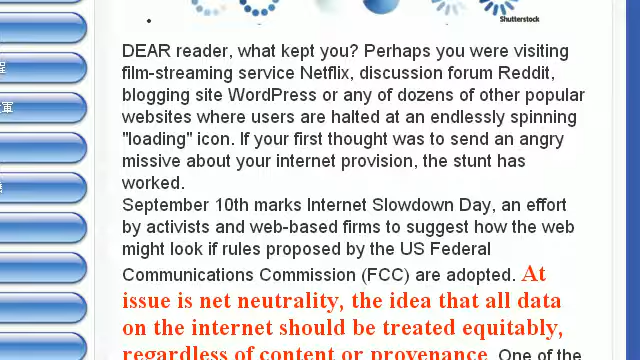 Shutterstock
DEAR reader, what kept you? Perhaps you were visiting
film-streaming service Netflix, discussion forum Reddit,
blogging site WordPress or any of dozens of other popular
websites where users are halted at an endlessly spinning
"loading" icon. If your first thought was to send an angry
missive about your internet provision, the stunt has
worked.
September 10th marks Internet Slowdown Day, an effort
by activists and web-based firms to suggest how the web
might look if rules proposed by the US Federal
Communications Commission (FCC) are adopted. At
issue is net neutrality, the idea that all data
on the internet should be treated equitably,
regardless of content or provenance. One of the